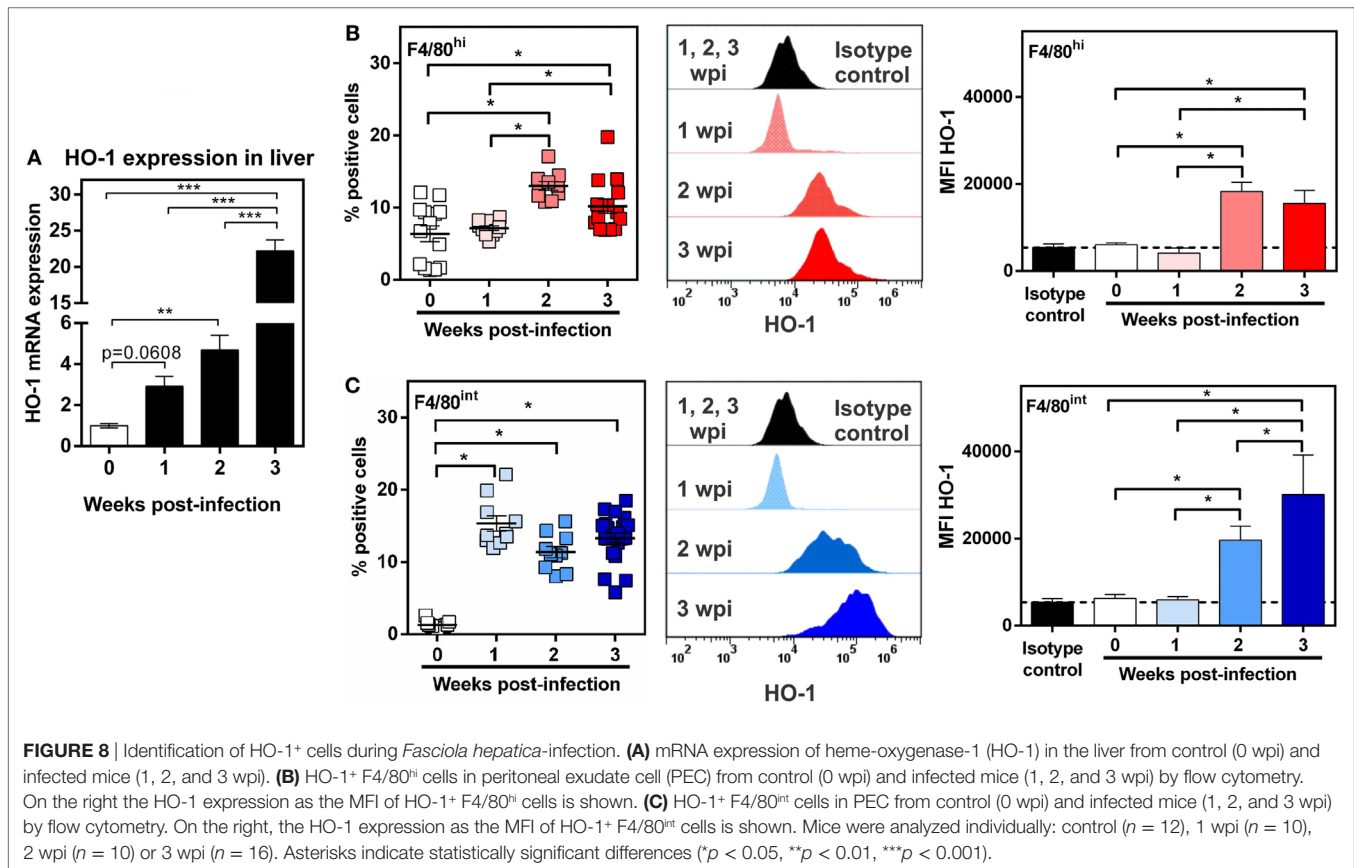 A HO-1 expression in liver
HO-1 mRNA expression
30
25
20
15
6
4
2
0
***
***
***
**
p=0.0608
0 1 2 3
Weeks post-infection
B
F4/80hi
% positive cells
30
20
10
0
*
*
*
*
0 1 2 3
Weeks post-infection
1, 2, 3 wpi
Isotype control
1 wpi
2 wpi
3 wpi
10² 10³ 10⁴ 10⁵ 10⁶
HO-1
F4/80hi
MFI HO-1
40000
20000
0
*
*
*
*
Isotype control
0 1 2 3
Weeks post-infection
C
F4/80int
% positive cells
30
20
10
0
*
*
*
0 1 2 3
Weeks post-infection
1, 2, 3 wpi
Isotype control
1 wpi
2 wpi
3 wpi
10² 10³ 10⁴ 10⁵ 10⁶
HO-1
F4/80int
MFI HO-1
40000
20000
0
*
*
*
*
*
Isotype control
0 1 2 3
Weeks post-infection
FIGURE 8 | Identification of HO-1⁺ cells during Fasciola hepatica-infection. (A) mRNA expression of heme-oxygenase-1 (HO-1) in the liver from control (0 wpi) and
infected mice (1, 2, and 3 wpi). (B) HO-1⁺ F4/80hi cells in peritoneal exudate cell (PEC) from control (0 wpi) and infected mice (1, 2, and 3 wpi) by flow cytometry.
On the right the HO-1 expression as the MFI of HO-1⁺ F4/80hi cells is shown. (C) HO-1⁺ F4/80int cells in PEC from control (0 wpi) and infected mice (1, 2, and 3 wpi)
by flow cytometry. On the right, the HO-1 expression as the MFI of HO-1⁺ F4/80int cells is shown. Mice were analyzed individually: control (n = 12), 1 wpi (n = 10),
2 wpi (n = 10) or 3 wpi (n = 16). Asterisks indicate statistically significant differences (*p < 0.05, **p < 0.01, ***p < 0.001).